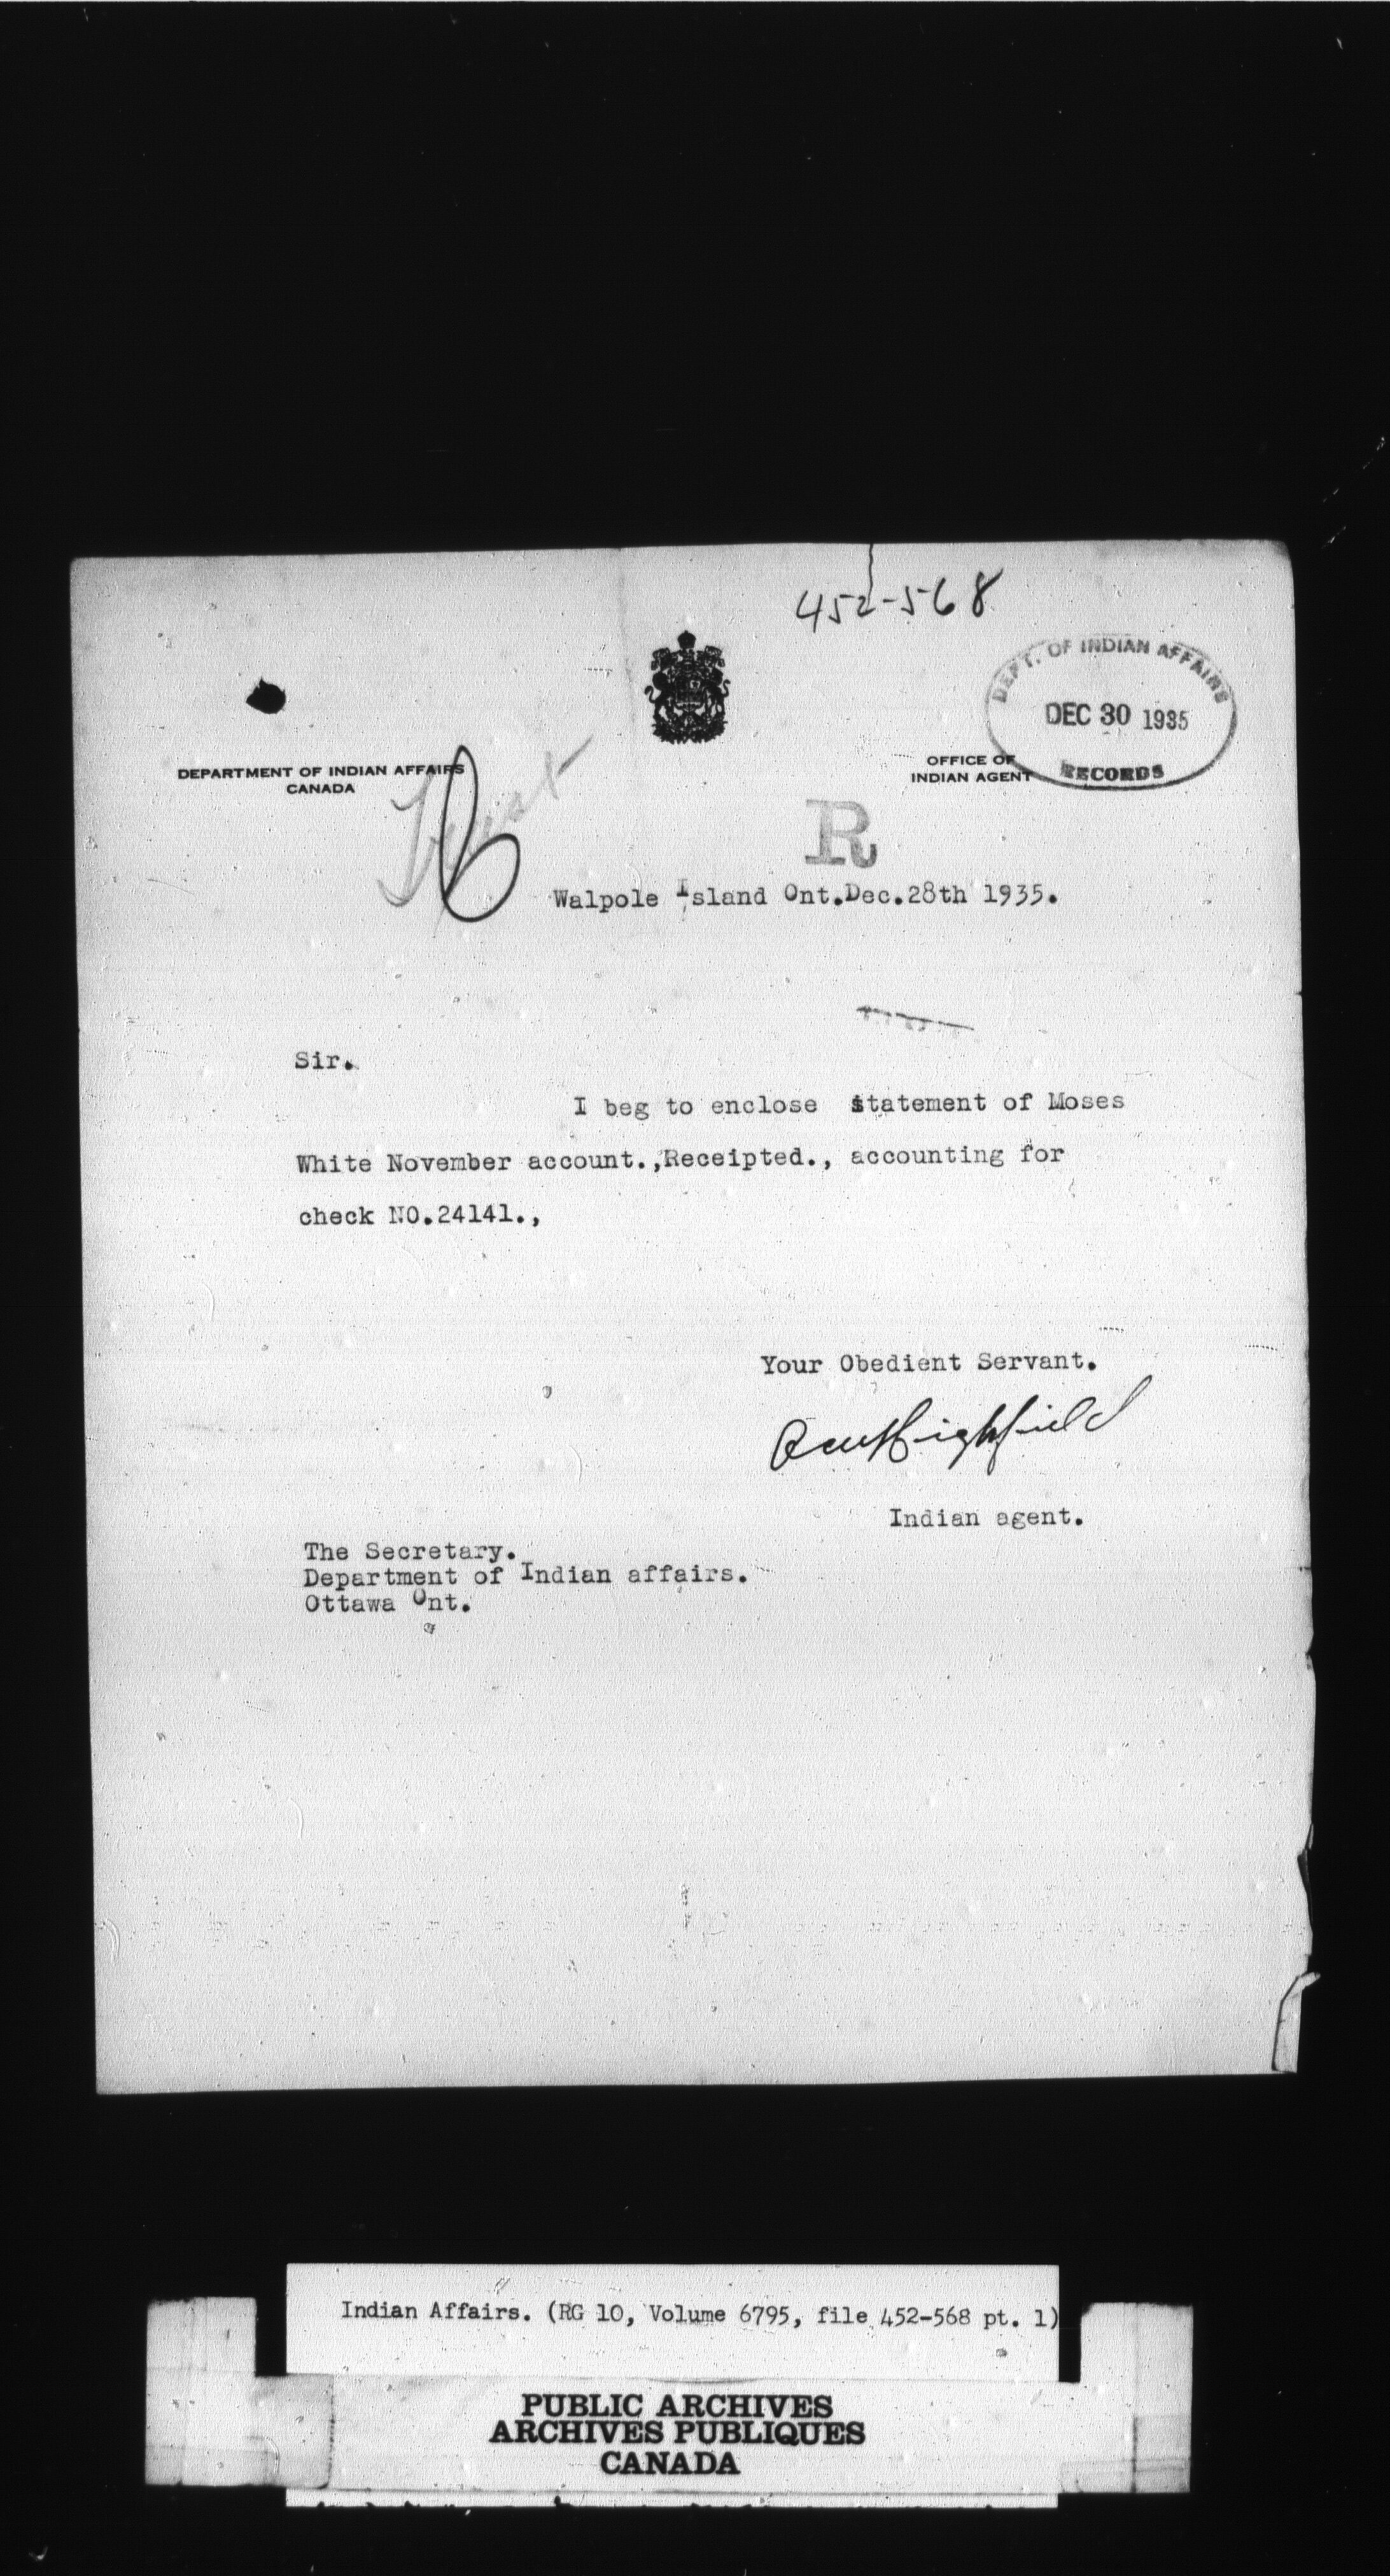 452-568
DEPT. OF INDIAN AFFAIRS
DEC 30 1935
RECORDS
DEPARTMENT OF INDIAN AFFAIRS
CANADA
OFFICE OF
INDIAN AGENT
R
Walpole Island Ont.Dec.28th 1935.
Sir.
I beg to enclose statement of Moses
White November account.,Receipted., accounting for
check NO.24141.,
Your Obedient Servant.
Highfield
Indian agent.
The Secretary.
Department of Indian affairs.
Ottawa Ont.
Indian Affairs. (RG 10, Volume 6795, file 452-568 pt. 1)
PUBLIC ARCHIVES
ARCHIVES PUBLIQUES
CANADA